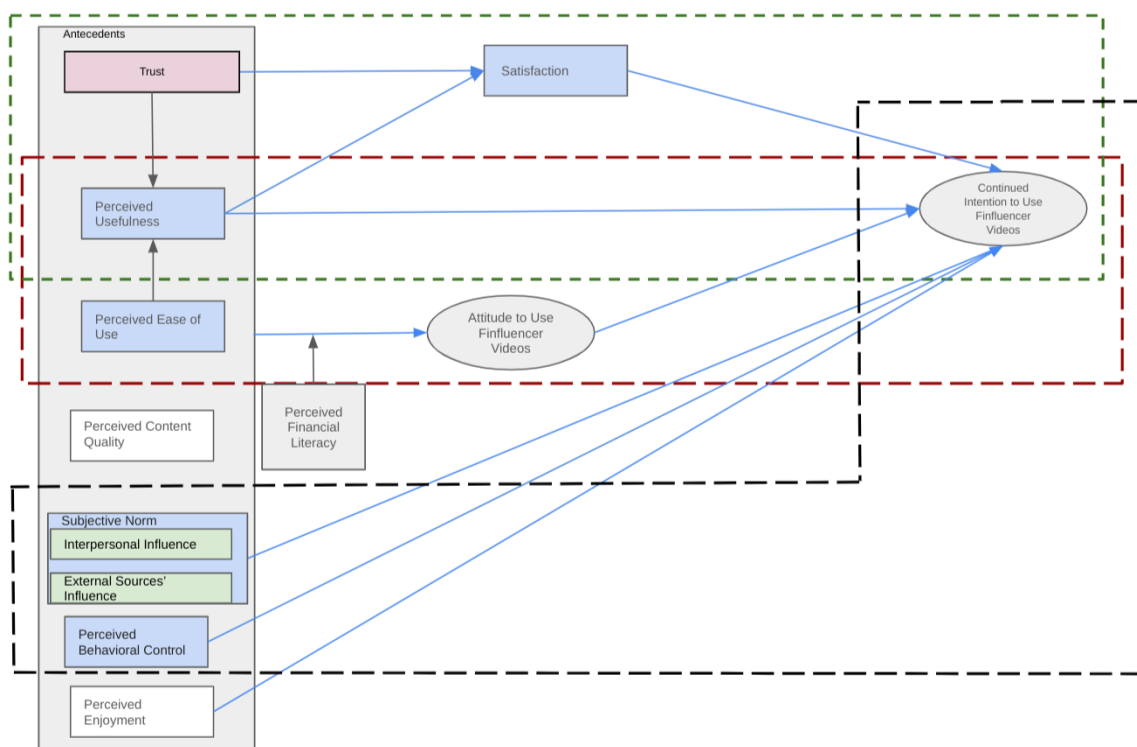 Antecedents
Trust
Satisfaction
Perceived
Usefulness
Continued
Intention to Use
Finfluencer
Videos
Perceived Ease of
Use
Attitude to Use
Finfluencer
Videos
Perceived Content
Quality
Perceived
Financial
Literacy
Subjective Norm
Interpersonal Influence
External Sources'
Influence
Perceived
Behavioral Control
Perceived
Enjoyment